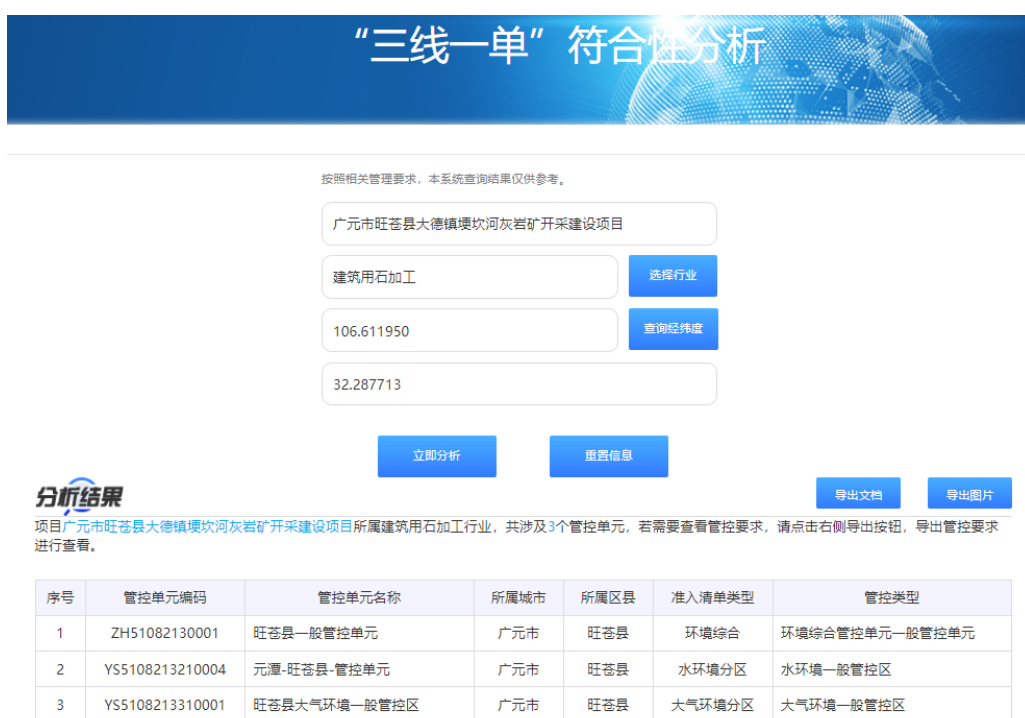 “三线一单”符合性分析
按照相关管理要求，本系统查询结果仅供参考。
广元市旺苍县大德镇埂坎河灰岩矿开采建设项目
建筑用石加工 选择行业
106.611950 查询经纬度
32.287713
立即分析 重置信息
分析结果 导出文档 导出图片
项目广元市旺苍县大德镇埂坎河灰岩矿开采建设项目所属建筑用石加工行业，共涉及3个管控单元，若需要查看管控要求，请点击右侧导出按钮，导出管控要求
进行查看。
序号 管控单元编码 管控单元名称 所属城市 所属区县 准入清单类型 管控类型
1 ZH51082130001 旺苍县一般管控单元 广元市 旺苍县 环境综合 环境综合管控单元一般管控单元
2 YS5108213210004 元潭-旺苍县-管控单元 广元市 旺苍县 水环境分区 水环境一般管控区
3 YS5108213310001 旺苍县大气环境一般管控区 广元市 旺苍县 大气环境分区 大气环境一般管控区